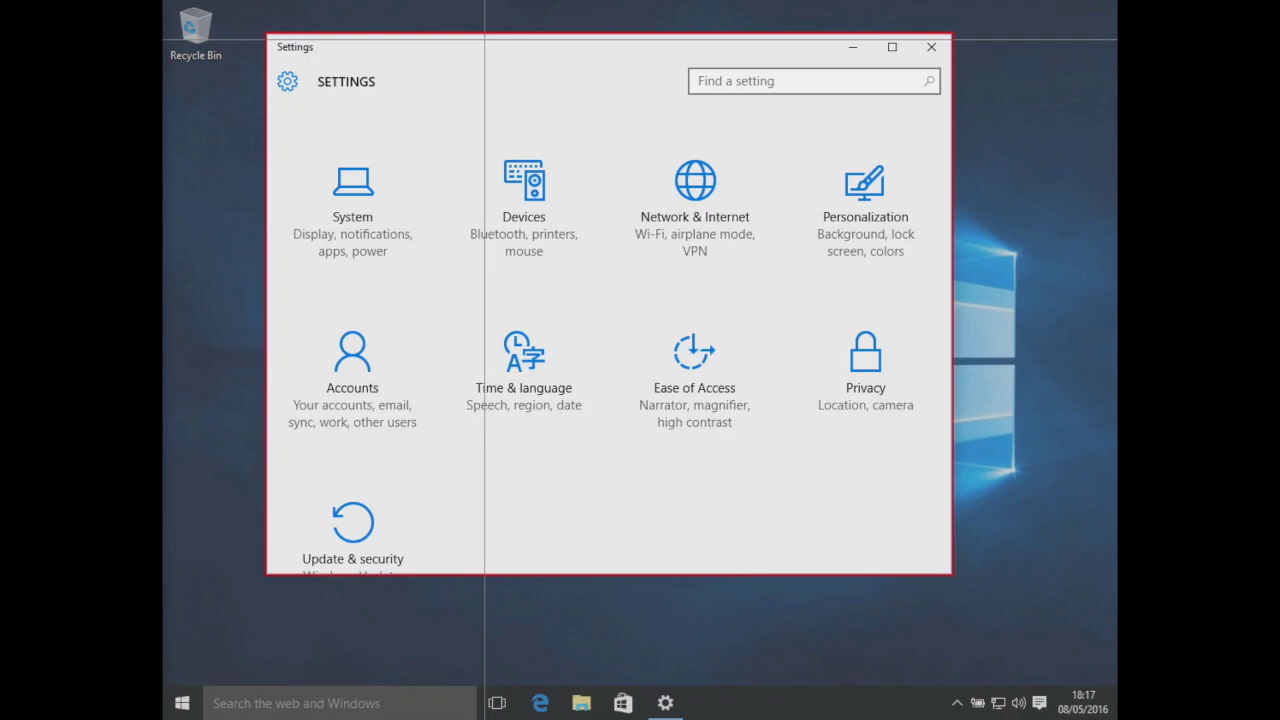 Recycle Bin
Settings
SETTINGS
Find a setting
System
Display, notifications,
apps, power
Devices
Bluetooth, printers,
mouse
Network & Internet
Wi-Fi, airplane mode,
VPN
Personalization
Background, lock
screen, colors
Accounts
Your accounts, email,
sync, work, other users
Time & language
Speech, region, date
Ease of Access
Narrator, magnifier,
high contrast
Privacy
Location, camera
Update & security
Search the web and Windows
18:17
08/05/2016